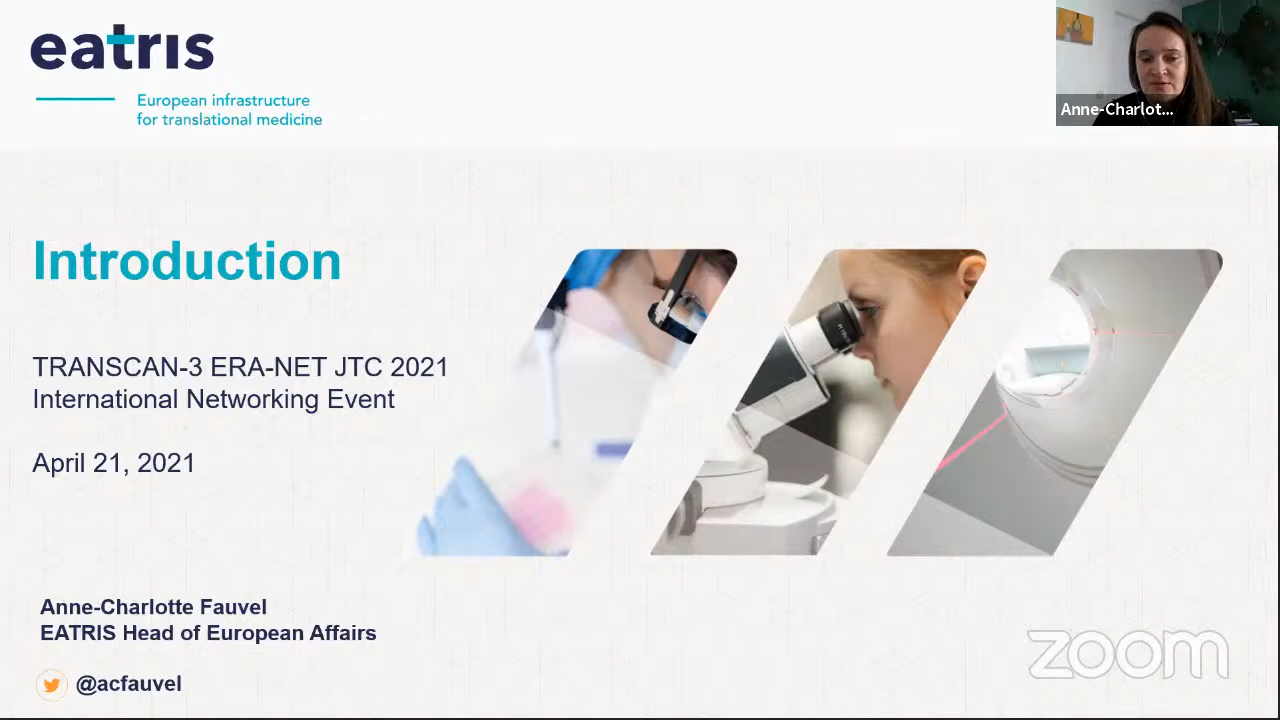 eatris
European infrastructure
for translational medicine
Anne-Charlot...
Introduction
TRANSCAN-3 ERA-NET JTC 2021
International Networking Event
April 21, 2021
Anne-Charlotte Fauvel
EATRIS Head of European Affairs
@acfauvel
zoom